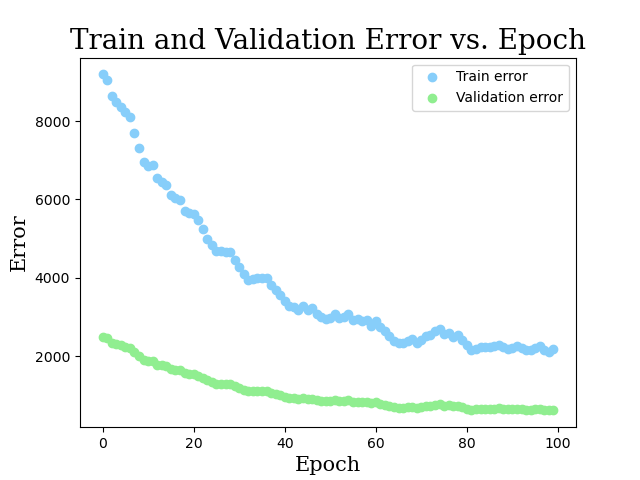 Train and Validation Error vs. Epoch
Train error
Validation error
8000
6000
4000
2000
Error
0
20
40
60
80
100
Epoch